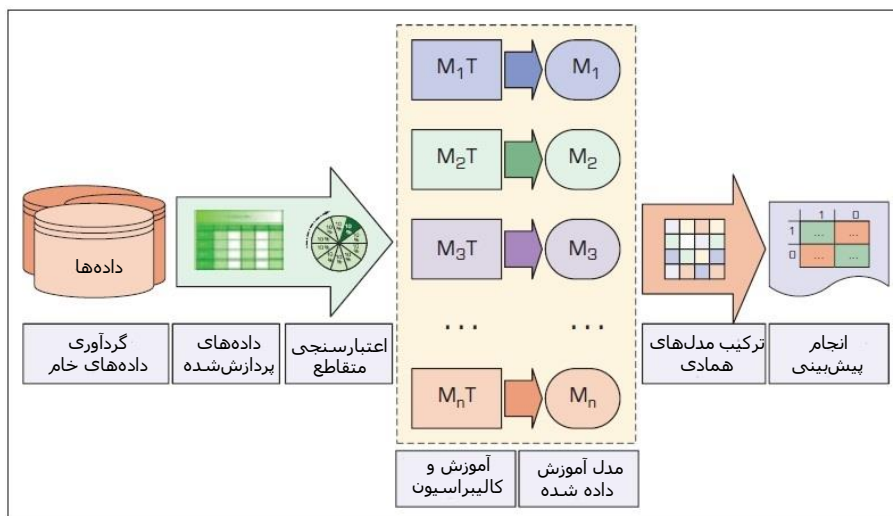 M₁T
M₁
M₂T
M₂
M₃T
M₃
...
...
MₙT
Mₙ
داده‌ها
1 0
1 ... ...
0 ... ...
گردآوری
داده‌های خام
داده‌های
پردازش‌شده
اعتبارسنجی
متقاطع
ترکیب مدل‌های
همادی
انجام
پیش‌بینی
آموزش و
کالیبراسیون
مدل آموزش
داده شده